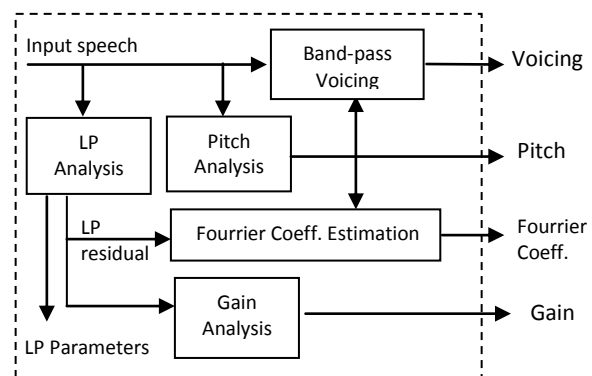 Input speech
Band-pass
Voicing
Voicing
LP
Analysis
Pitch
Analysis
Pitch
LP
residual
Fourrier Coeff. Estimation
Fourrier
Coeff.
Gain
Analysis
Gain
LP Parameters